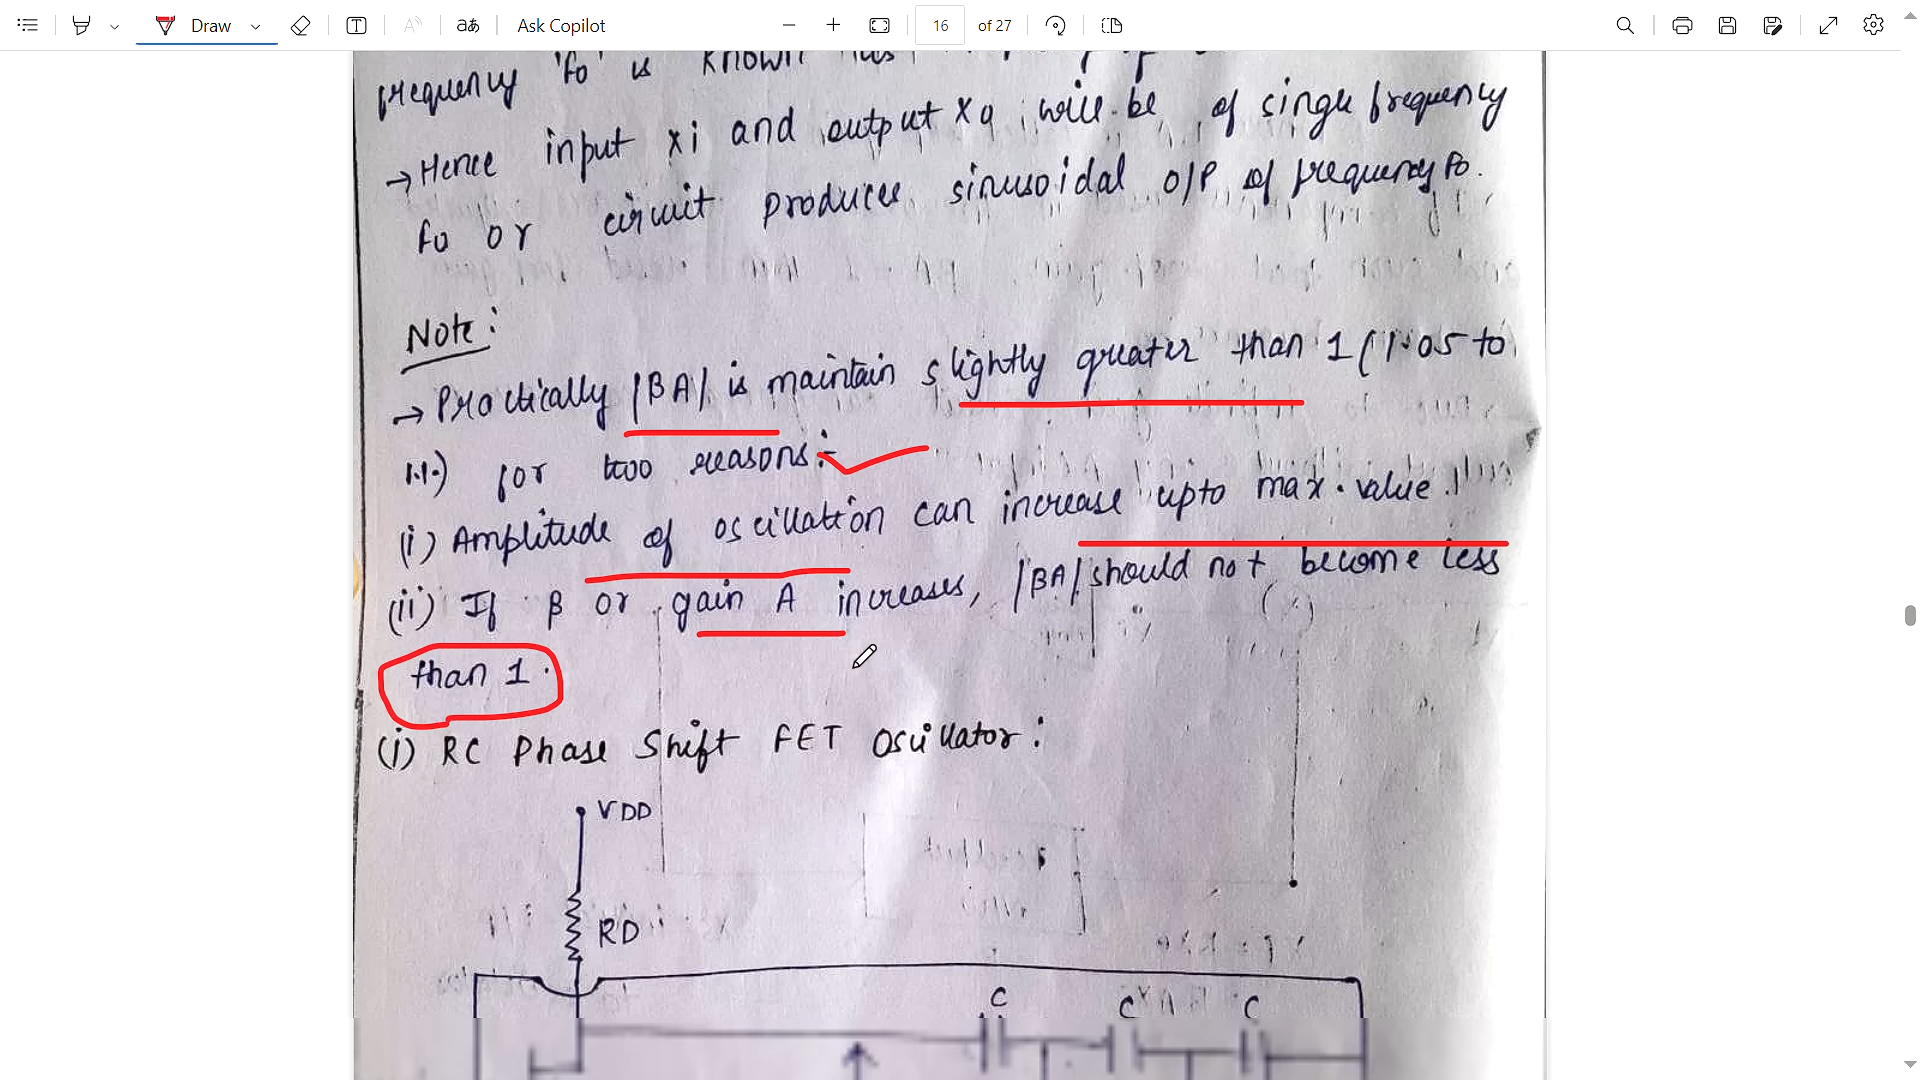 Draw
Ask Copilot
16 of 27
frequency 'fo' is known
→ Hence input xi and output xo will be of single frequency
fo or circuit produces sinusoidal O/P of frequency fo.
Note:
→ Practically |βA| is maintain slightly greater than 1 (1.05 to
1.1) for two reasons:-
(i) Amplitude of oscillation can increase upto max. value.
(ii) If β or gain A increases, |βA| should not become less
than 1.
(i) RC Phase Shift FET Oscillator:
VDD
RD
C C C